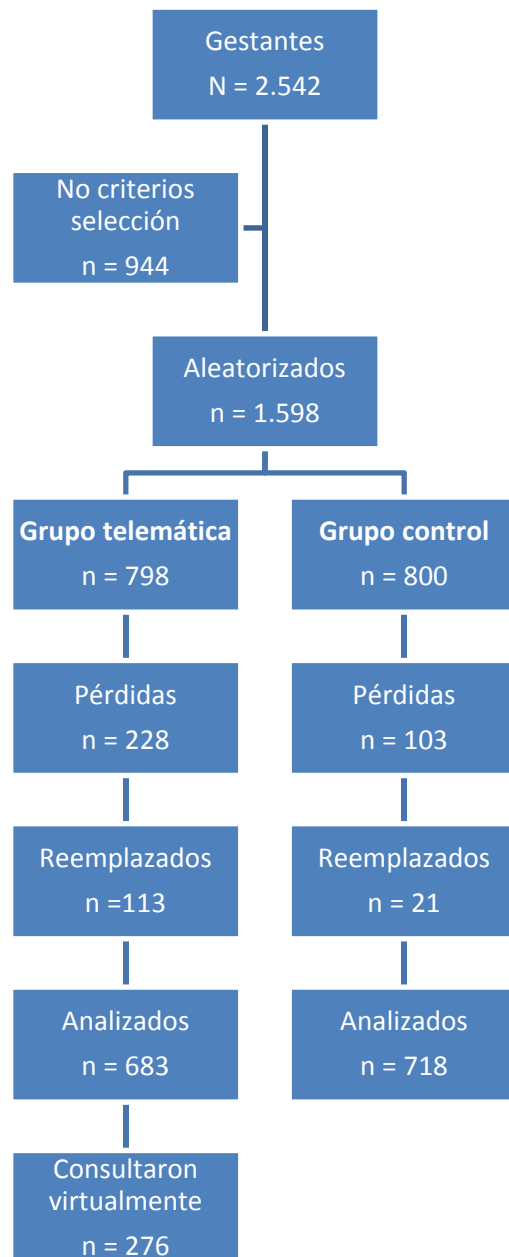 Gestantes
N = 2.542
No criterios
selección
n = 944
Aleatorizados
n = 1.598
Grupo telemática
n = 798
Grupo control
n = 800
Pérdidas
n = 228
Pérdidas
n = 103
Reemplazados
n =113
Reemplazados
n = 21
Analizados
n = 683
Analizados
n = 718
Consultaron
virtualmente
n = 276